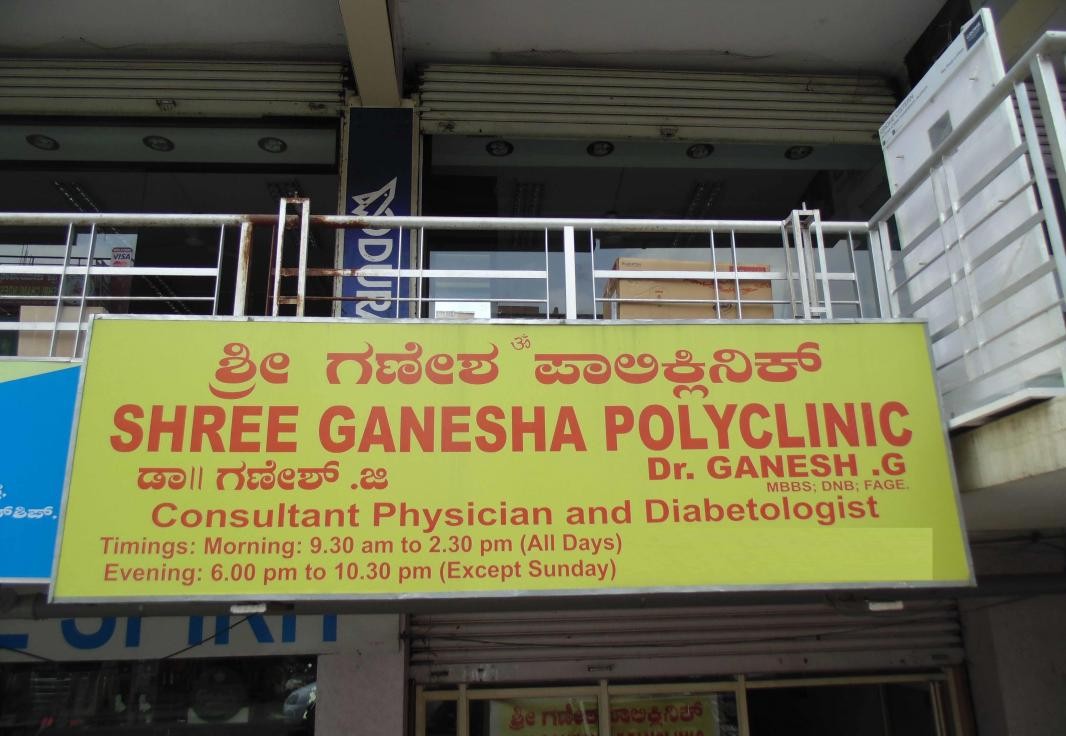 VISA
ಶ್ರೀ ಗಣೇಶ ॐ ಪಾಲಿಕ್ಲಿನಿಕ್
SHREE GANESHA POLYCLINIC
ಡಾ॥ ಗಣೇಶ್ .ಜಿ
Dr. GANESH .G
MBBS; DNB; FAGE.
Consultant Physician and Diabetologist
Timings: Morning: 9.30 am to 2.30 pm (All Days)
Evening: 6.00 pm to 10.30 pm (Except Sunday)
ಶ್ರೀ ಗಣೇಶ ಪಾಲಿಕ್ಲಿನಿಕ್